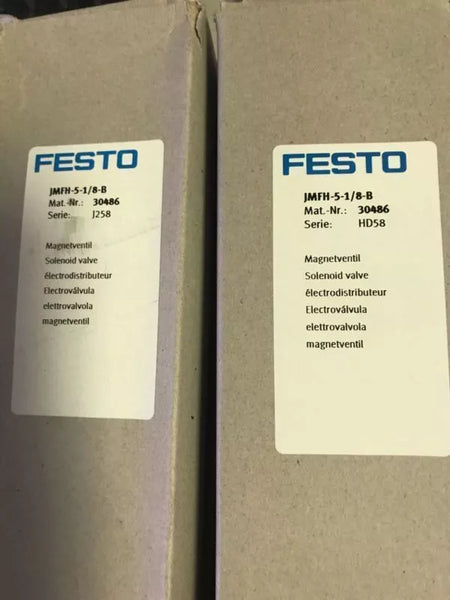 FESTO
JMFH-5-1/8-B
Mat.-Nr.: 30486
Serie: J258
Magnetventil
Solenoid valve
électrodistributeur
Electroválvula
elettrovalvola
magnetventil
FESTO
JMFH-5-1/8-B
Mat.-Nr.: 30486
Serie: HD58
Magnetventil
Solenoid valve
électrodistributeur
Electroválvula
elettrovalvola
magnetventil